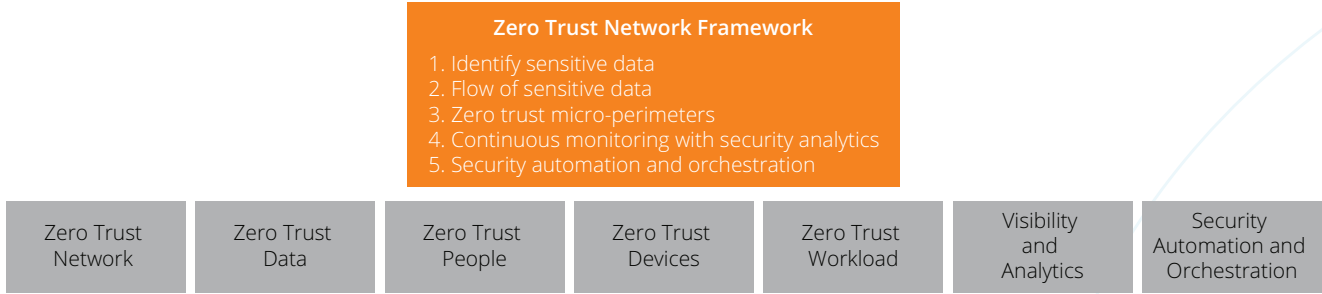 Zero Trust Network Framework
1. Identify sensitive data
2. Flow of sensitive data
3. Zero trust micro-perimeters
4. Continuous monitoring with security analytics
5. Security automation and orchestration
Zero Trust
Network
Zero Trust
Data
Zero Trust
People
Zero Trust
Devices
Zero Trust
Workload
Visibility
and
Analytics
Security
Automation and
Orchestration